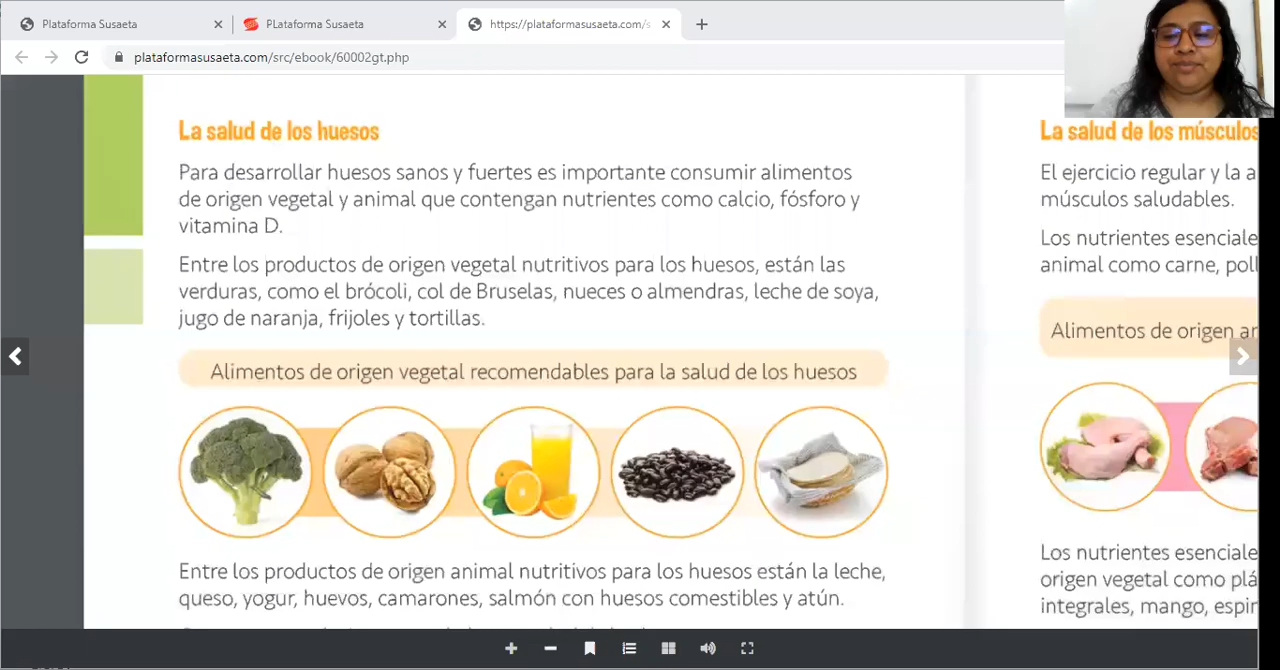 Plataforma Susaeta
PLataforma Susaeta
https://plataformasusaeta.com/s
plataformasusaeta.com/src/ebook/60002gt.php
La salud de los huesos
Para desarrollar huesos sanos y fuertes es importante consumir alimentos
de origen vegetal y animal que contengan nutrientes como calcio, fósforo y
vitamina D.
Entre los productos de origen vegetal nutritivos para los huesos, están las
verduras, como el brócoli, col de Bruselas, nueces o almendras, leche de soya,
jugo de naranja, frijoles y tortillas.
Alimentos de origen vegetal recomendables para la salud de los huesos
Entre los productos de origen animal nutritivos para los huesos están la leche,
queso, yogur, huevos, camarones, salmón con huesos comestibles y atún.
La salud de los músculos
El ejercicio regular y la a
músculos saludables.
Los nutrientes esenciale
animal como carne, poll
Alimentos de origen an
Los nutrientes esenciale
origen vegetal como plá
integrales, mango, espin